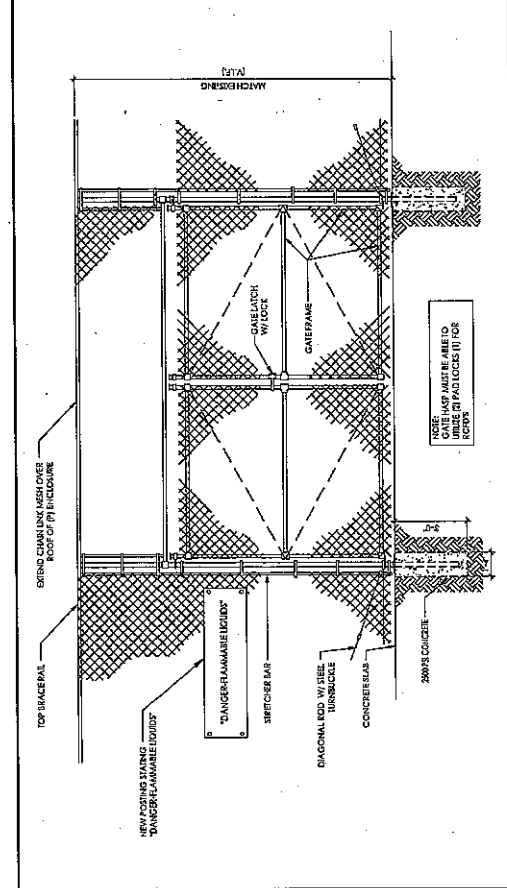 TOP BRACE RAIL
EXTEND CHAIN LINK MESH OVER
ROOF OF (P) ENCLOSURE
NEW POSTING STATING
"DANGER-FLAMMABLE LIQUIDS"
"DANGER-FLAMMABLE LIQUIDS"
STRETCHER BAR
DIAGONAL ROD W/ STEEL
TURNBUCKLE
CONCRETE SLAB
2500 PSI CONCRETE
3'-0"
GATE LATCH
W/ LOCK
GATE FRAME
NOTE:
GATE HASP MUST BE ABLE TO
UTILIZE (2) PAD LOCKS (1) FOR
RCFD'S
MATCH EXISTING
(V.I.F.)